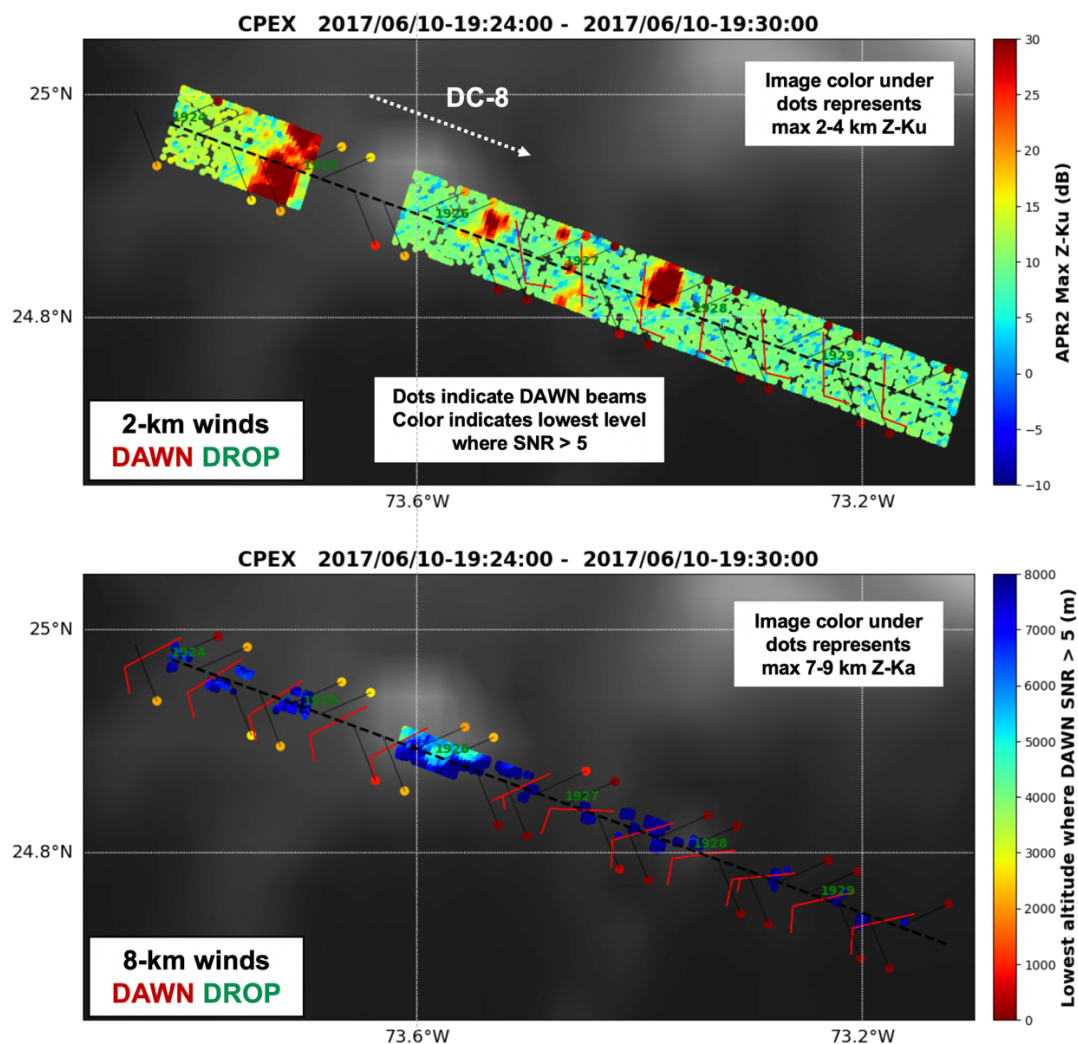 CPEX 2017/06/10-19:24:00 - 2017/06/10-19:30:00
25°N
24.8°N
73.6°W
73.2°W
1924
1925
1926
1927
1928
1929
DC-8
Image color under
dots represents
max 2-4 km Z-Ku
Dots indicate DAWN beams
Color indicates lowest level
where SNR > 5
2-km winds
DAWN DROP
30
25
20
15
10
5
0
−5
−10
APR2 Max Z-Ku (dB)
CPEX 2017/06/10-19:24:00 - 2017/06/10-19:30:00
25°N
24.8°N
73.6°W
73.2°W
1924
1925
1926
1927
1928
1929
Image color under
dots represents
max 7-9 km Z-Ka
8-km winds
DAWN DROP
8000
7000
6000
5000
4000
3000
2000
1000
0
Lowest altitude where DAWN SNR > 5 (m)